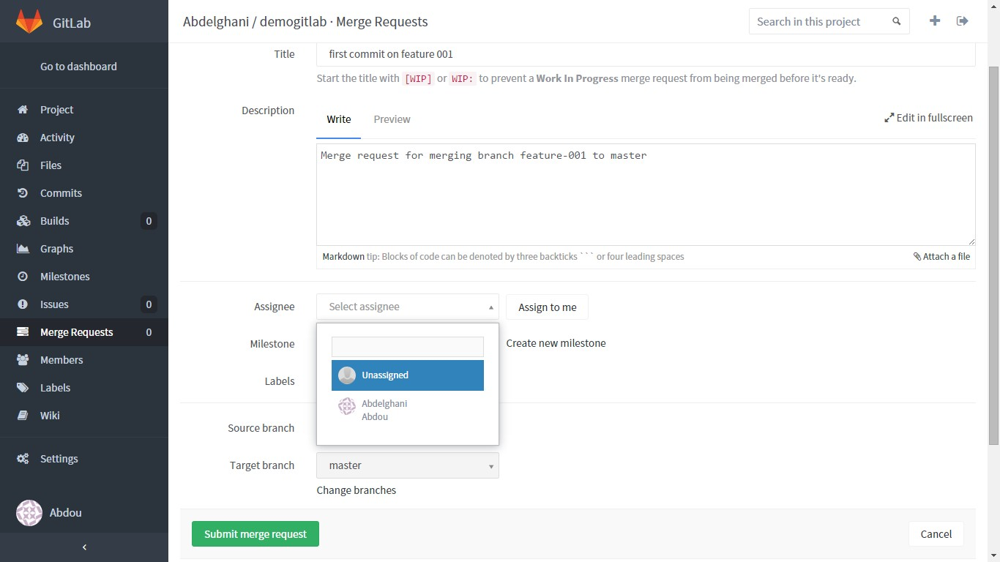 GitLab
Abdelghani / demogitlab · Merge Requests
Search in this project
Go to dashboard
Project
Activity
Files
Commits
Builds 0
Graphs
Milestones
Issues 0
Merge Requests 0
Members
Labels
Wiki
Settings
Abdou
Title first commit on feature 001
Start the title with [WIP] or WIP: to prevent a Work In Progress merge request from being merged before it's ready.
Description Write Preview Edit in fullscreen
Merge request for merging branch feature-001 to master
Markdown tip: Blocks of code can be denoted by three backticks ``` or four leading spaces Attach a file
Assignee Select assignee Assign to me
Unassigned
Abdelghani
Abdou
Milestone Create new milestone
Labels
Source branch
Target branch master
Change branches
Submit merge request Cancel